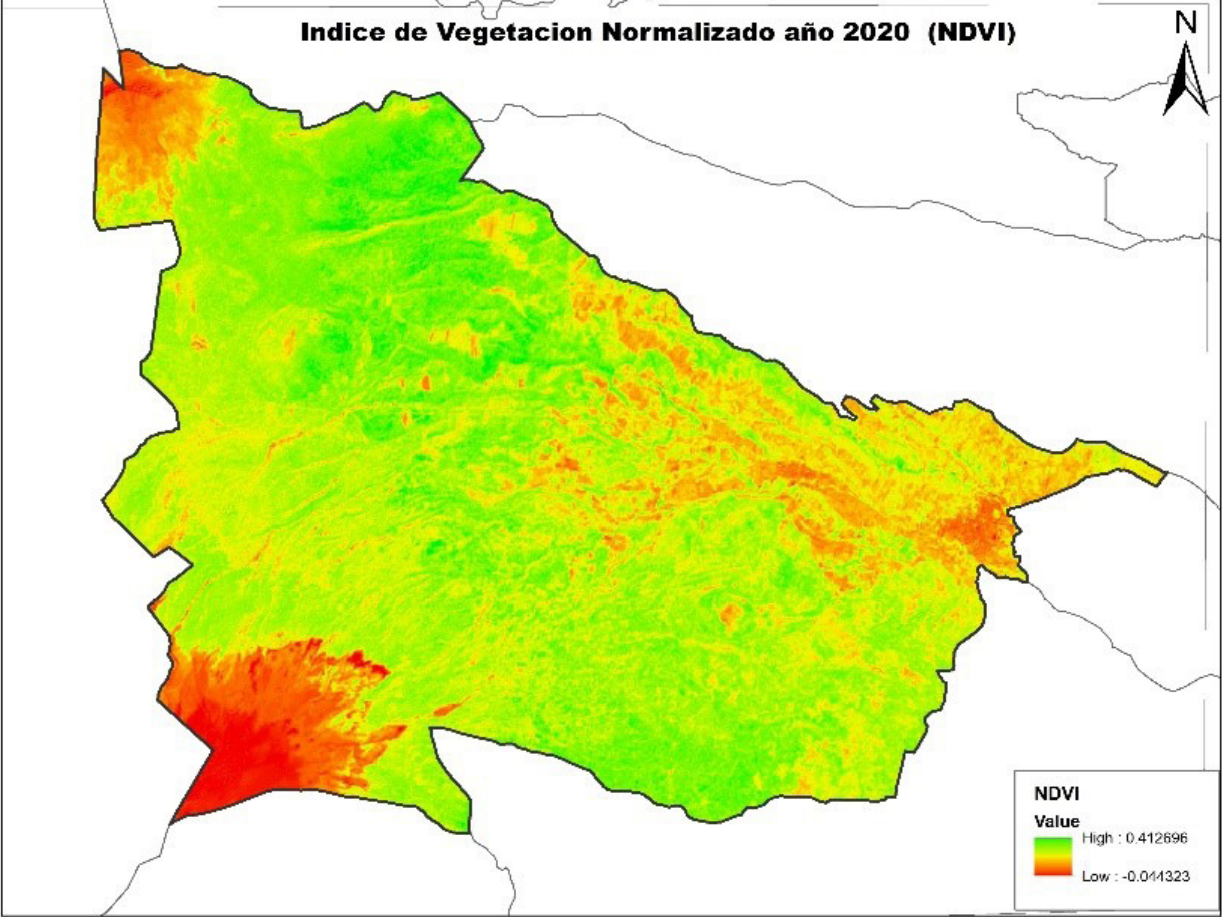 Indice de Vegetacion Normalizado año 2020 (NDVI)
N
NDVI
Value
High : 0.412696
Low : -0.044323